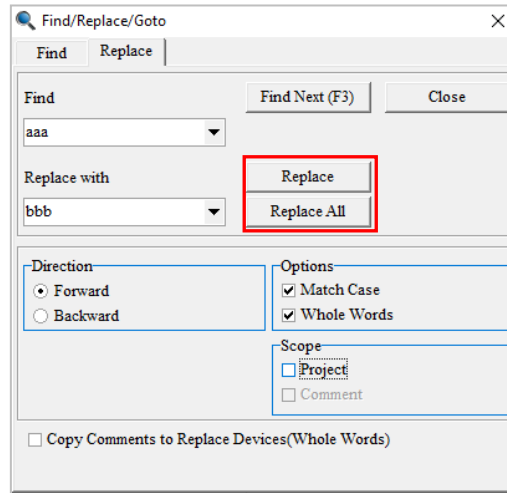 Find/Replace/Goto
Find Replace
Find
Find Next (F3) Close
aaa
Replace with
Replace
bbb
Replace All
Direction
Forward
Backward
Options
Match Case
Whole Words
Scope
Project
Comment
Copy Comments to Replace Devices(Whole Words)